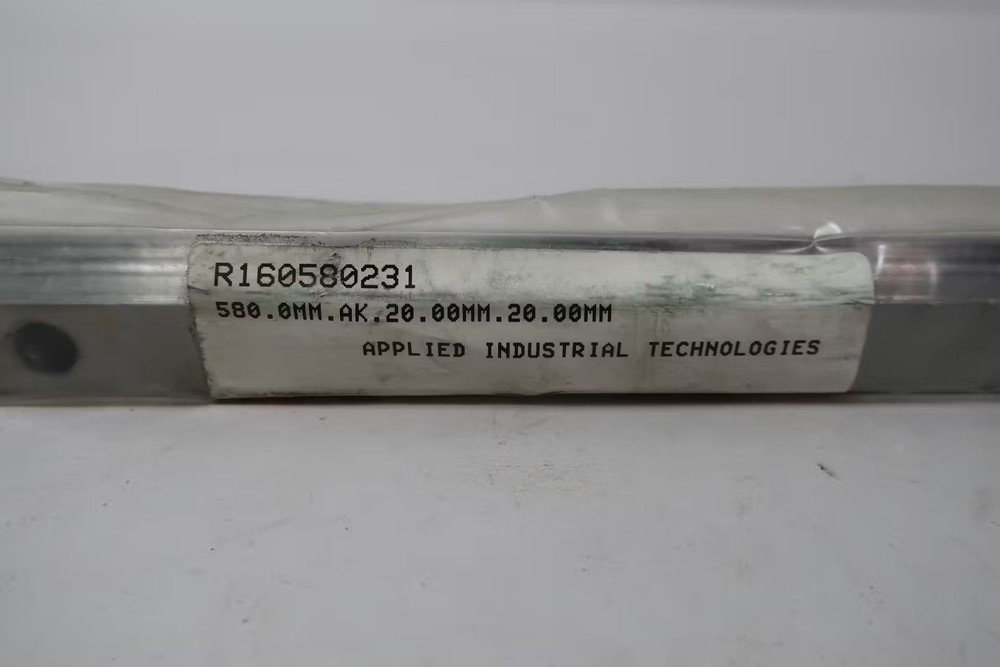 R160580231
580.0MM.AK.20.00MM.20.00MM
APPLIED INDUSTRIAL TECHNOLOGIES